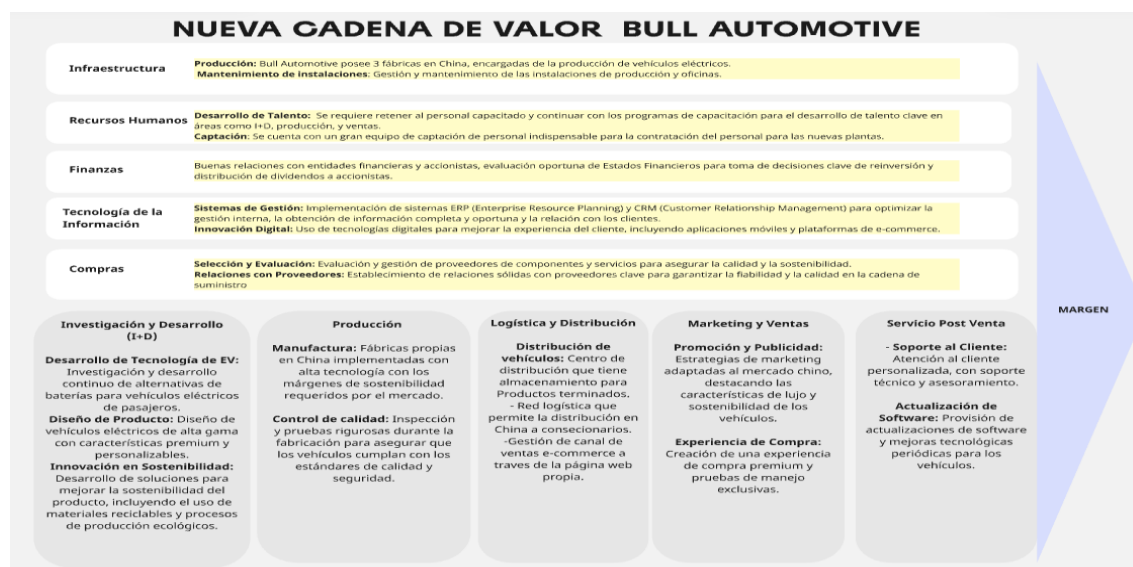 NUEVA CADENA DE VALOR BULL AUTOMOTIVE
Infraestructura
Producción: Bull Automotive posee 3 fábricas en China, encargadas de la producción de vehículos eléctricos.
Mantenimiento de instalaciones: Gestión y mantenimiento de las instalaciones de producción y oficinas.
Recursos Humanos
Desarrollo de Talento: Se requiere retener al personal capacitado y continuar con los programas de capacitación para el desarrollo de talento clave en
áreas como I+D, producción, y ventas.
Captación: Se cuenta con un gran equipo de captación de personal indispensable para la contratación del personal para las nuevas plantas.
Finanzas
Buenas relaciones con entidades financieras y accionistas, evaluación oportuna de Estados Financieros para toma de decisiones clave de reinversión y
distribución de dividendos a accionistas.
Tecnología de la
Información
Sistemas de Gestión: Implementación de sistemas ERP (Enterprise Resource Planning) y CRM (Customer Relationship Management) para optimizar la
gestión interna, la obtención de información completa y oportuna y la relación con los clientes.
Innovación Digital: Uso de tecnologías digitales para mejorar la experiencia del cliente, incluyendo aplicaciones móviles y plataformas de e-commerce.
Compras
Selección y Evaluación: Evaluación y gestión de proveedores de componentes y servicios para asegurar la calidad y la sostenibilidad.
Relaciones con Proveedores: Establecimiento de relaciones sólidas con proveedores clave para garantizar la fiabilidad y la calidad en la cadena de
suministro
Investigación y Desarrollo
(I+D)
Desarrollo de Tecnología de EV:
Investigación y desarrollo
continuo de alternativas de
baterías para vehículos eléctricos
de pasajeros.
Diseño de Producto: Diseño de
vehículos eléctricos de alta gama
con características premium y
personalizables.
Innovación en Sostenibilidad:
Desarrollo de soluciones para
mejorar la sostenibilidad del
producto, incluyendo el uso de
materiales reciclables y procesos
de producción ecológicos.
Producción
Manufactura: Fábricas propias
en China implementadas con
alta tecnología con los
márgenes de sostenibilidad
requeridos por el mercado.
Control de calidad: Inspección
y pruebas rigurosas durante la
fabricación para asegurar que
los vehículos cumplan con los
estándares de calidad y
seguridad.
Logística y Distribución
Distribución de
vehículos: Centro de
distribución que tiene
almacenamiento para
Productos terminados.
- Red logística que
permite la distribución en
China a consecionarios.
-Gestión de canal de
ventas e-commerce a
traves de la página web
propia.
Marketing y Ventas
Promoción y Publicidad:
Estrategias de marketing
adaptadas al mercado chino,
destacando las
características de lujo y
sostenibilidad de los
vehículos.
Experiencia de Compra:
Creación de una experiencia
de compra premium y
pruebas de manejo
exclusivas.
Servicio Post Venta
- Soporte al Cliente:
Atención al cliente
personalizada, con soporte
técnico y asesoramiento.
Actualización de
Software: Provisión de
actualizaciones de software
y mejoras tecnológicas
periódicas para los
vehículos.
MARGEN